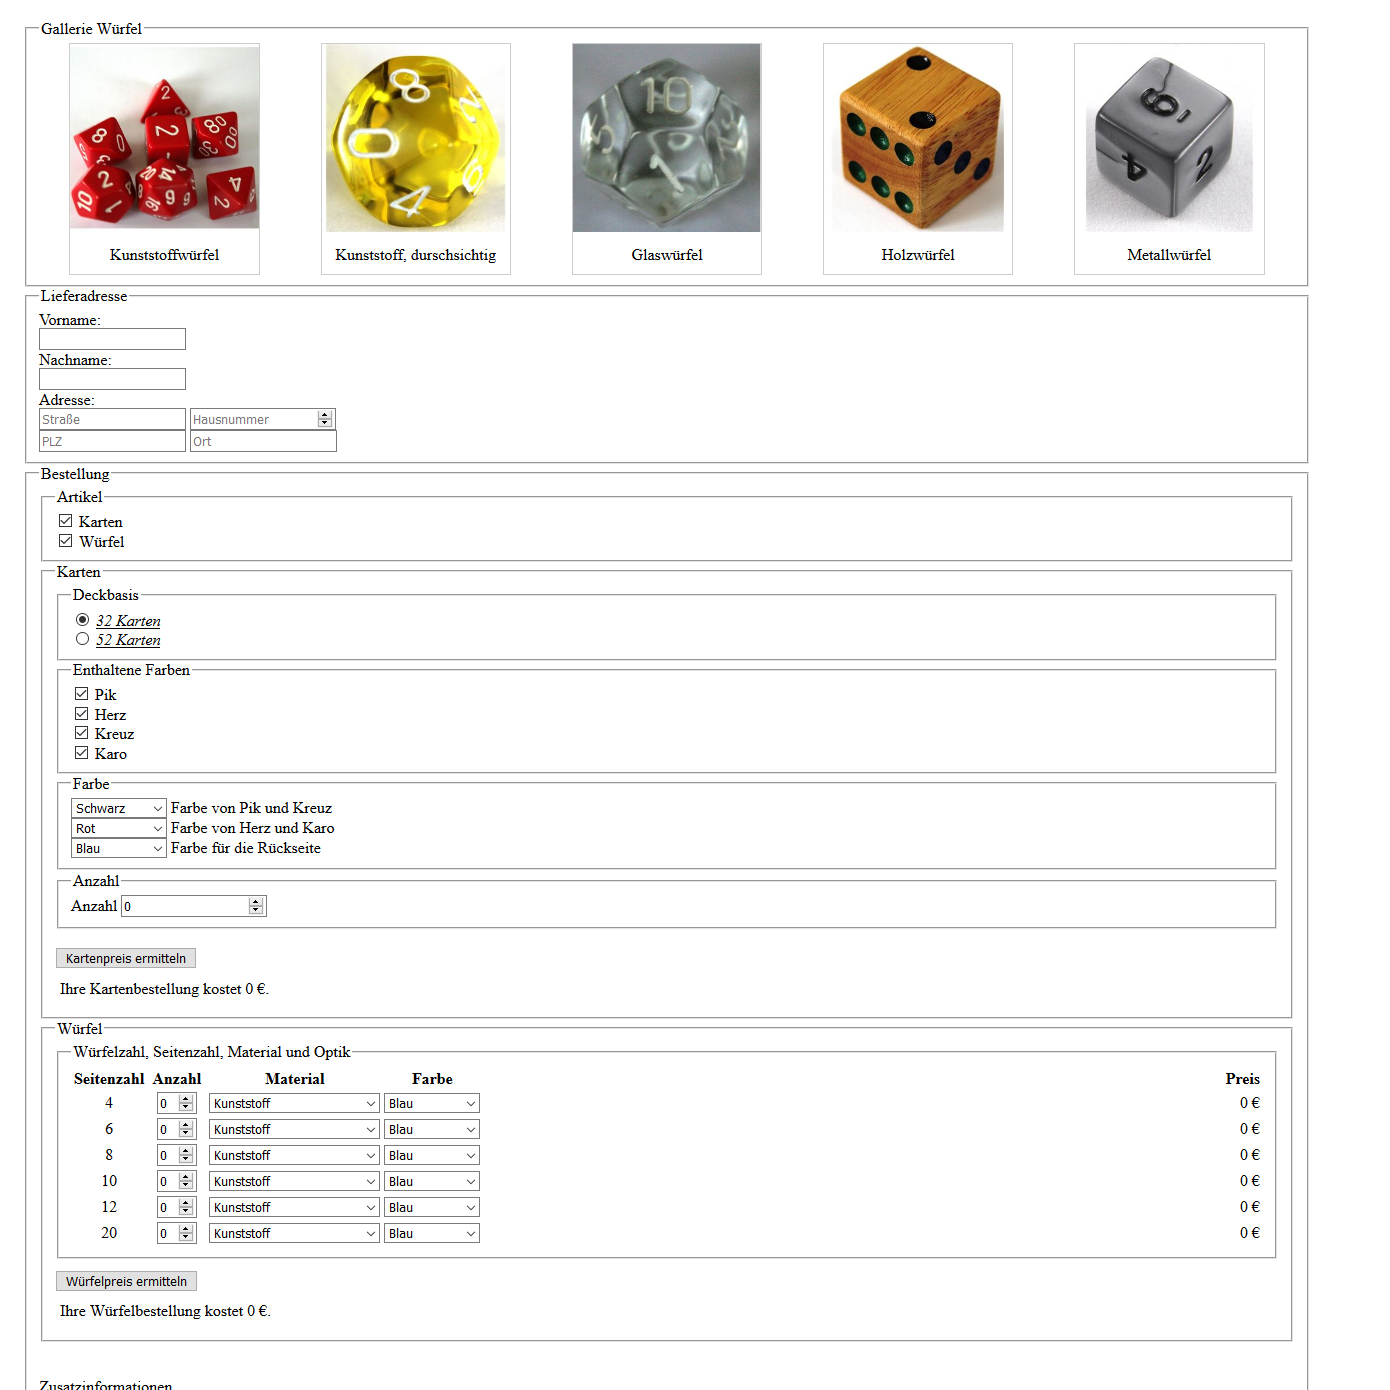 Gallerie Würfel
Kunststoffwürfel
Kunststoff, durschsichtig
Glaswürfel
Holzwürfel
Metallwürfel
Lieferadresse
Vorname:
Nachname:
Adresse:
Straße Hausnummer
PLZ Ort
Bestellung
Artikel
Karten
Würfel
Karten
Deckbasis
32 Karten
52 Karten
Enthaltene Farben
Pik
Herz
Kreuz
Karo
Farbe
Schwarz Farbe von Pik und Kreuz
Rot Farbe von Herz und Karo
Blau Farbe für die Rückseite
Anzahl
Anzahl 0
Kartenpreis ermitteln
Ihre Kartenbestellung kostet 0 €.
Würfel
Würfelzahl, Seitenzahl, Material und Optik
Seitenzahl Anzahl Material Farbe Preis
4 0 Kunststoff Blau 0 €
6 0 Kunststoff Blau 0 €
8 0 Kunststoff Blau 0 €
10 0 Kunststoff Blau 0 €
12 0 Kunststoff Blau 0 €
20 0 Kunststoff Blau 0 €
Würfelpreis ermitteln
Ihre Würfelbestellung kostet 0 €.
Zusatzinformationen